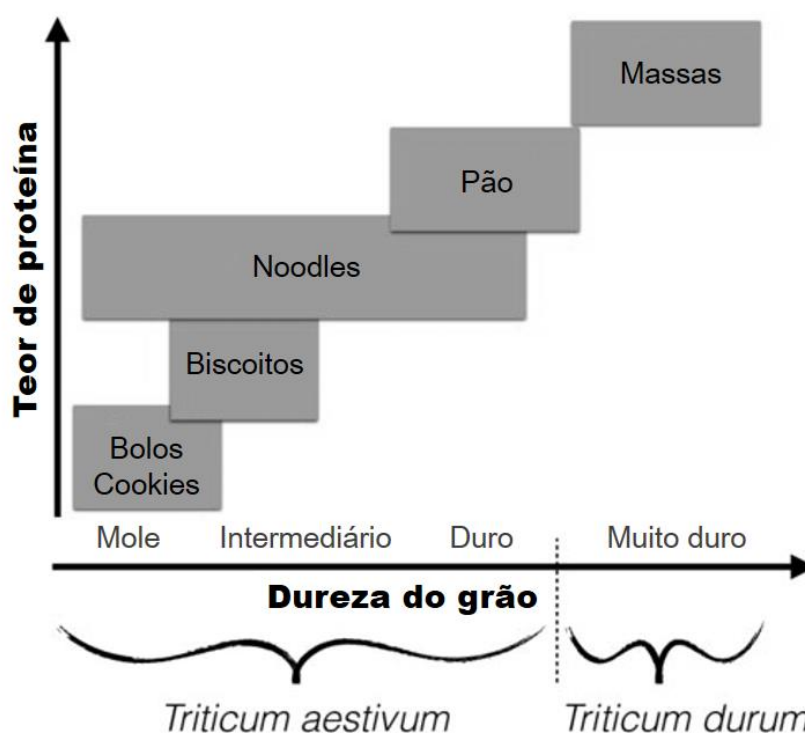 Teor de proteína
Massas
Pão
Noodles
Biscoitos
Bolos
Cookies
Mole Intermediário Duro Muito duro
Dureza do grão
Triticum aestivum Triticum durum